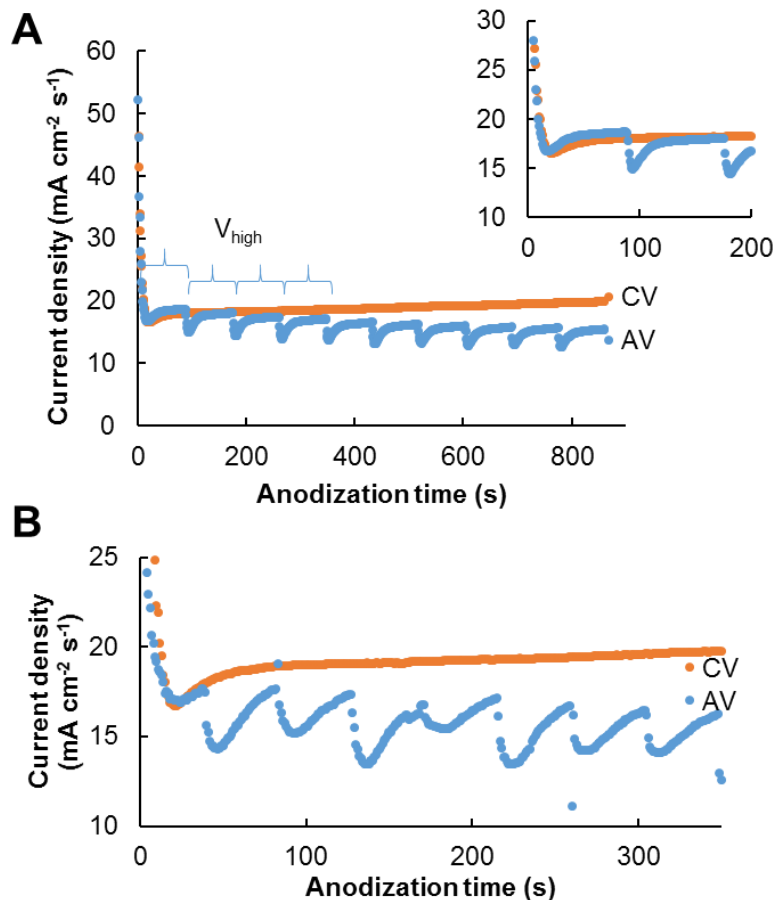 A
60
50
40
30
20
10
0
0 200 400 600 800
Current density (mA cm⁻² s⁻¹)
Anodization time (s)
V_high
CV
AV
30
25
20
15
10
0 100 200
B
25
20
15
10
0 100 200 300
Current density
(mA cm⁻² s⁻¹)
Anodization time (s)
CV
AV